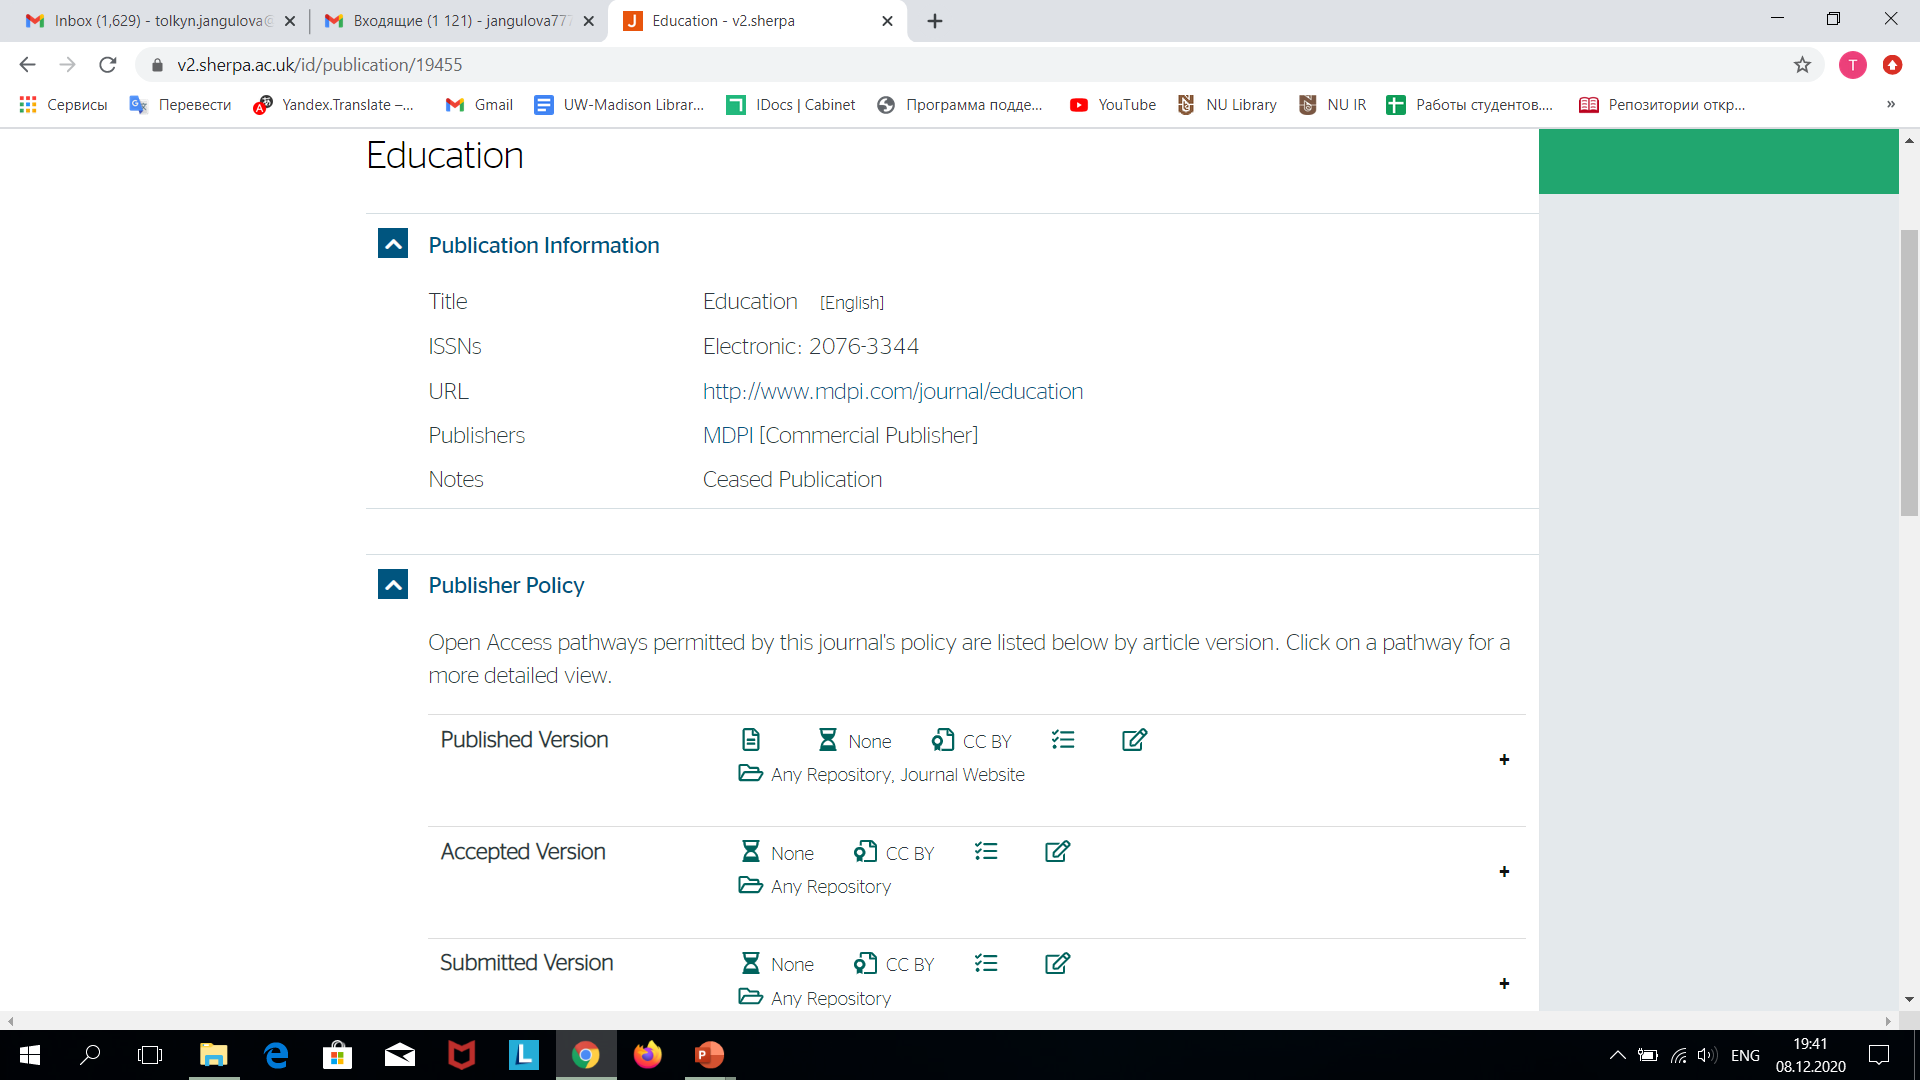 Inbox (1,629) - tolkyn.jangulova@
Входящие (1 121) - jangulova777
J Education - v2.sherpa
v2.sherpa.ac.uk/id/publication/19455
T
Сервисы Перевести Yandex.Translate –... Gmail UW-Madison Librar... IDocs | Cabinet Программа подде... YouTube NU Library NU IR Работы студентов.... Репозитории откр... »
Education
Publication Information
Title Education [English]
ISSNs Electronic: 2076-3344
URL http://www.mdpi.com/journal/education
Publishers MDPI [Commercial Publisher]
Notes Ceased Publication
Publisher Policy
Open Access pathways permitted by this journal's policy are listed below by article version. Click on a pathway for a
more detailed view.
Published Version None CC BY
Any Repository, Journal Website
+
Accepted Version None CC BY
Any Repository
+
Submitted Version None CC BY
Any Repository
+
ENG
19:41
08.12.2020